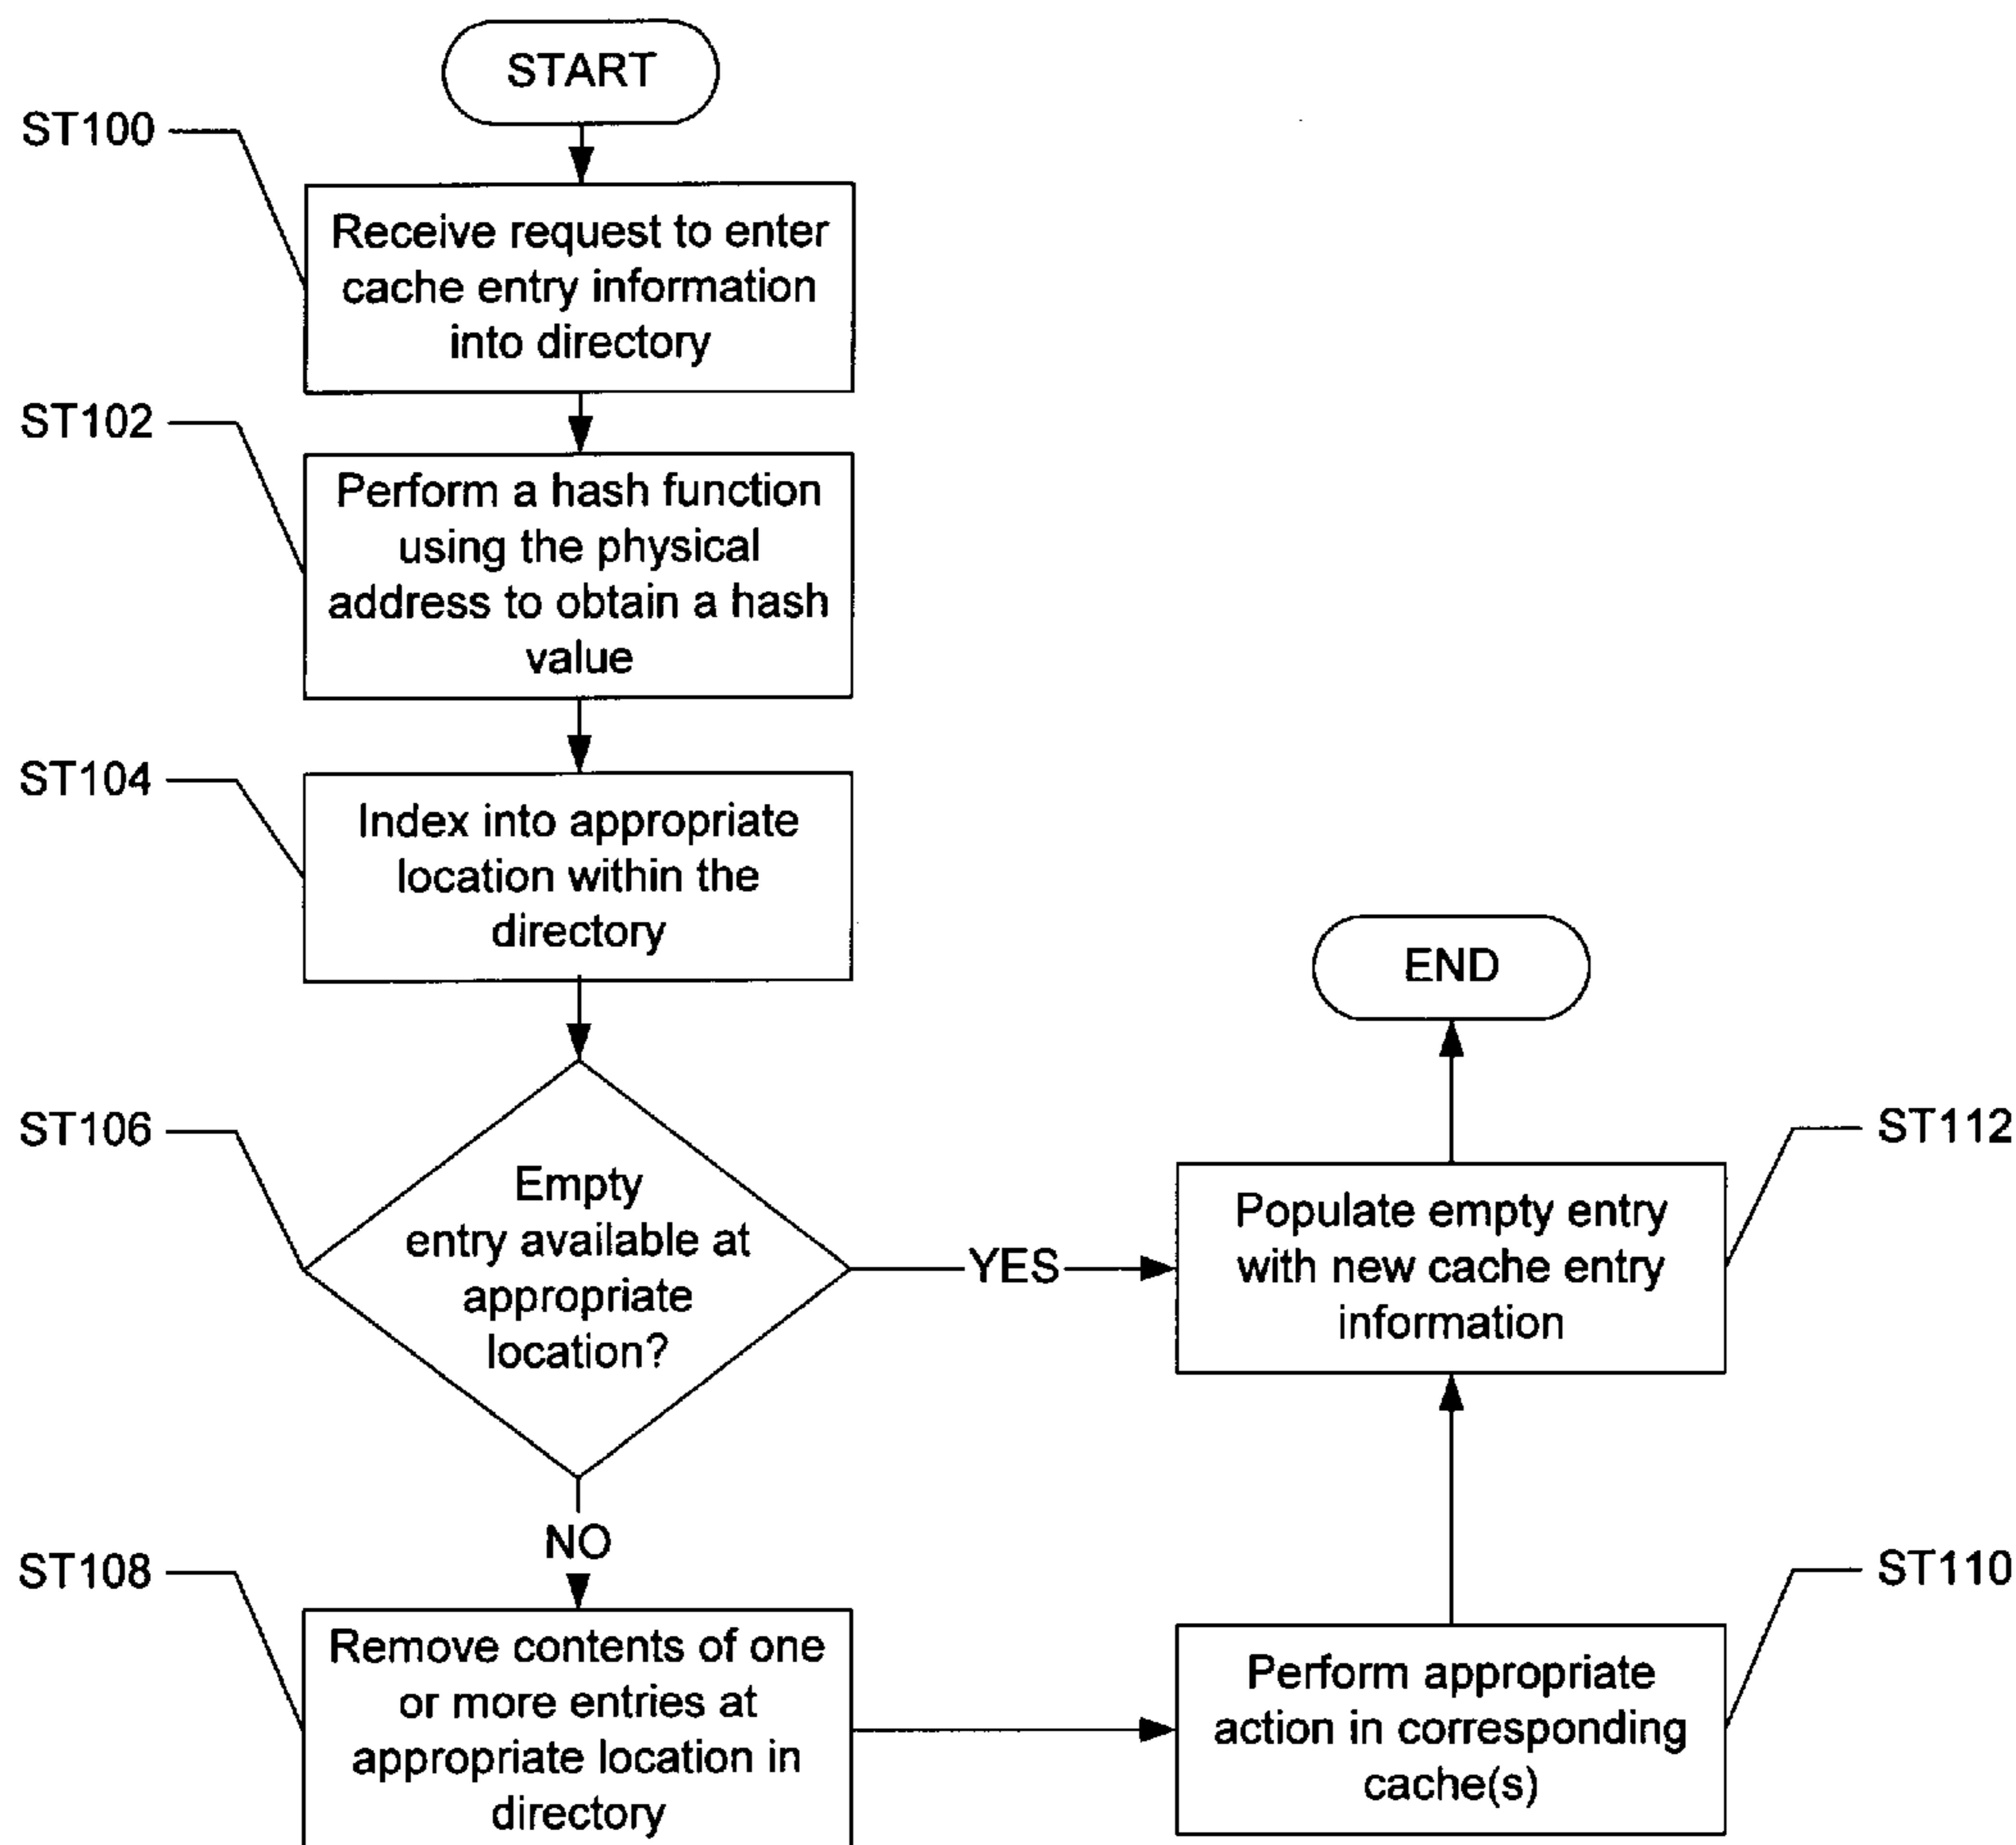 START
ST100
Receive request to enter
cache entry information
into directory
ST102
Perform a hash function
using the physical
address to obtain a hash
value
ST104
Index into appropriate
location within the
directory
END
ST106
Empty
entry available at
appropriate
location?
YES
ST112
Populate empty entry
with new cache entry
information
NO
ST108
Remove contents of one
or more entries at
appropriate location in
directory
ST110
Perform appropriate
action in corresponding
cache(s)